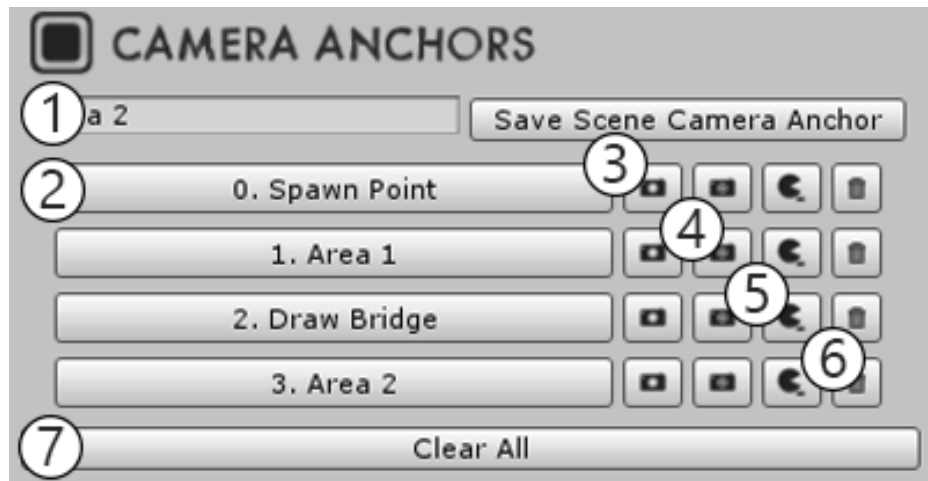 CAMERA ANCHORS
1 a 2 Save Scene Camera Anchor
2 0. Spawn Point 3
4
1. Area 1
5
2. Draw Bridge
6
3. Area 2
7 Clear All